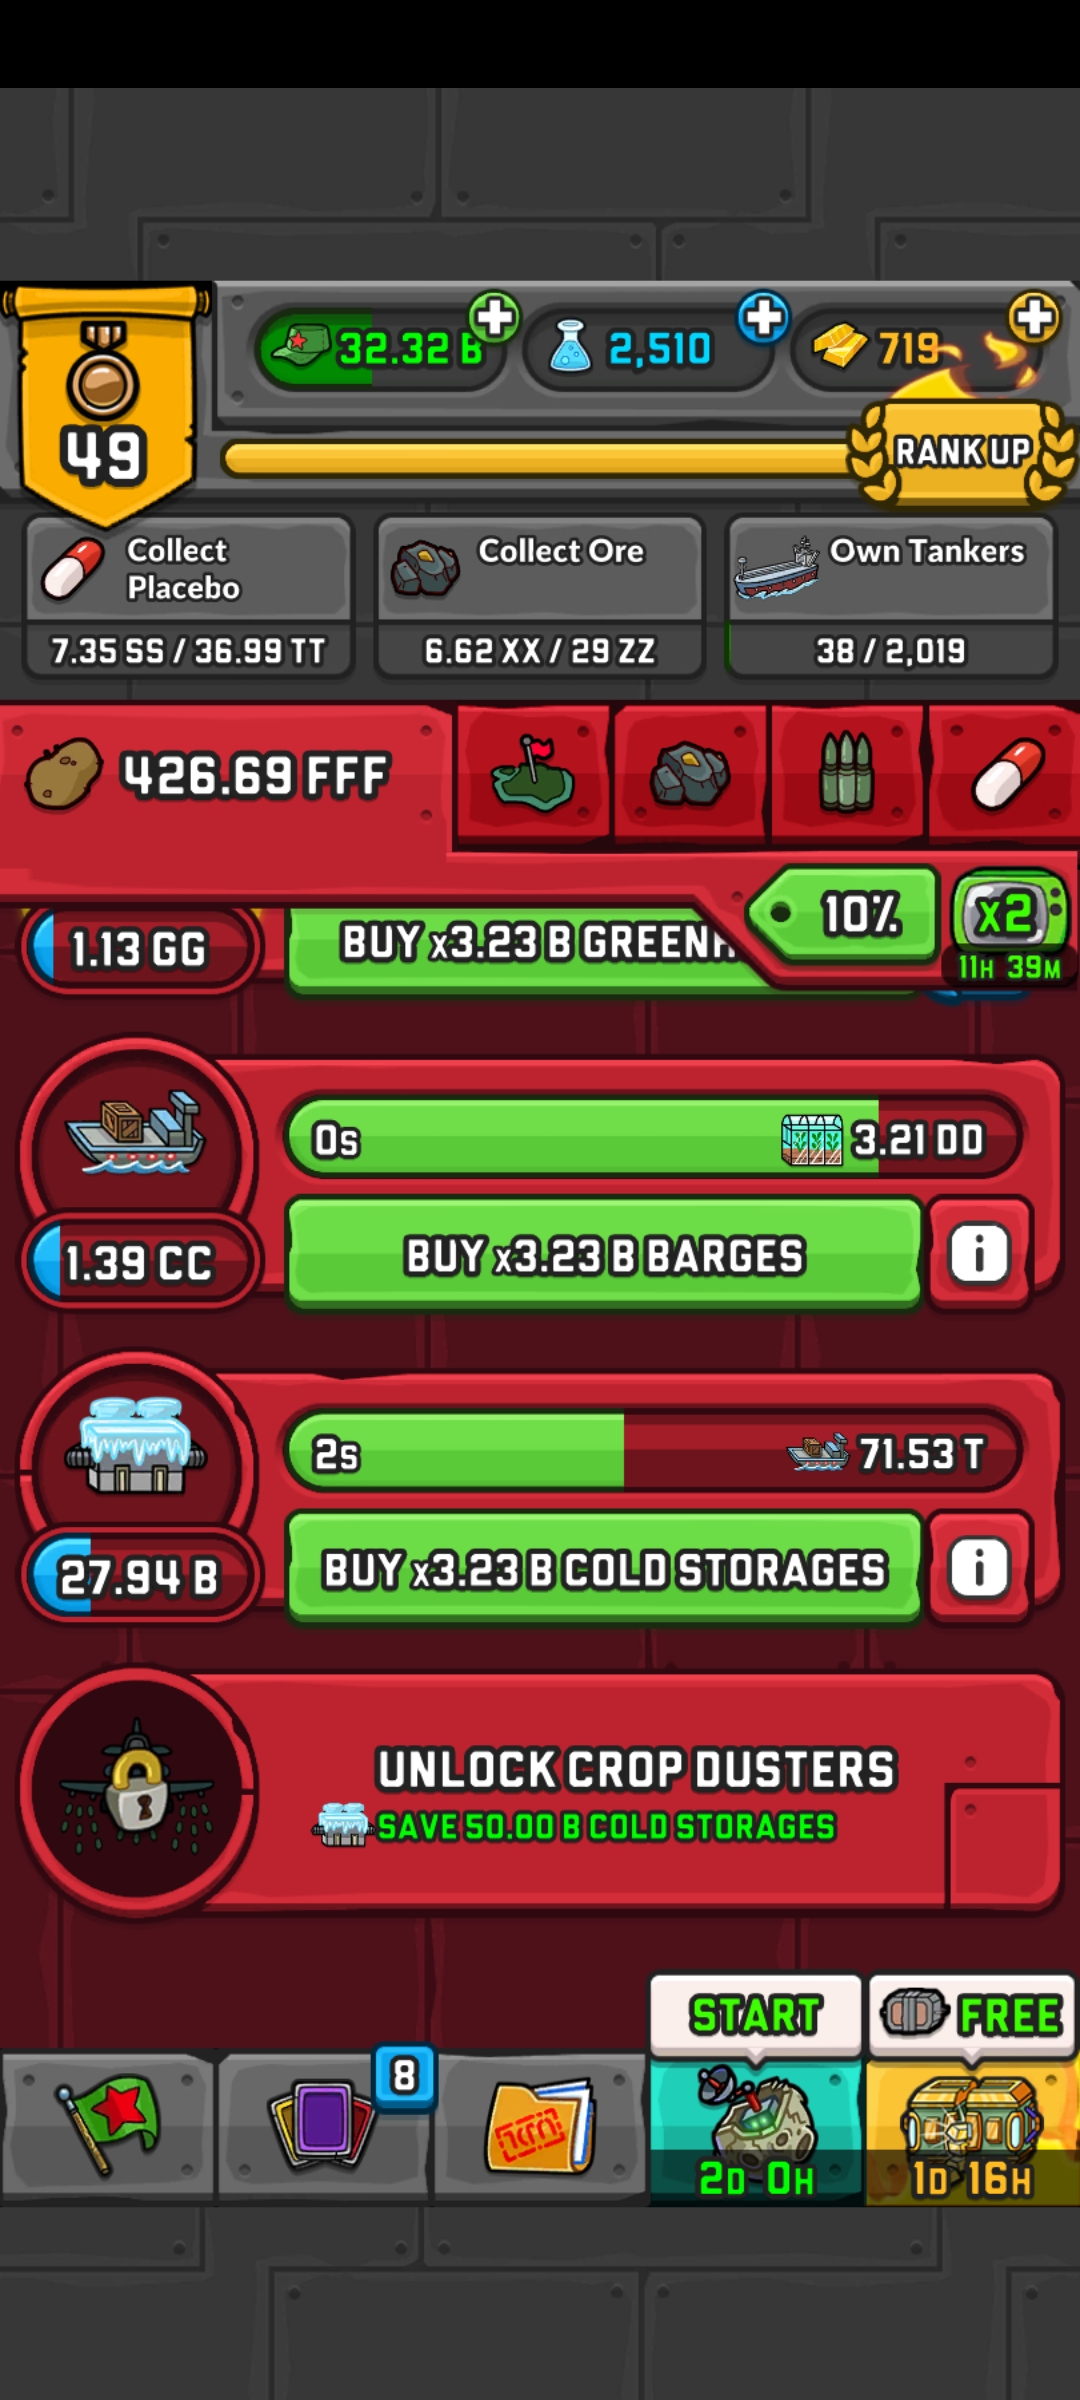 32.32 B
2,510
719
49
RANK UP
Collect
Placebo
7.35 SS / 36.99 TT
Collect Ore
6.62 XX / 29 ZZ
Own Tankers
38 / 2,019
426.69 FFF
10%
x2
11H 39M
1.13 GG
BUY x3.23 B GREENH
0s
3.21 DD
1.39 CC
BUY x3.23 B BARGES
i
2s
71.53 T
27.94 B
BUY x3.23 B COLD STORAGES
i
UNLOCK CROP DUSTERS
SAVE 50.00 B COLD STORAGES
START
FREE
8
2D 0H
1D 16H